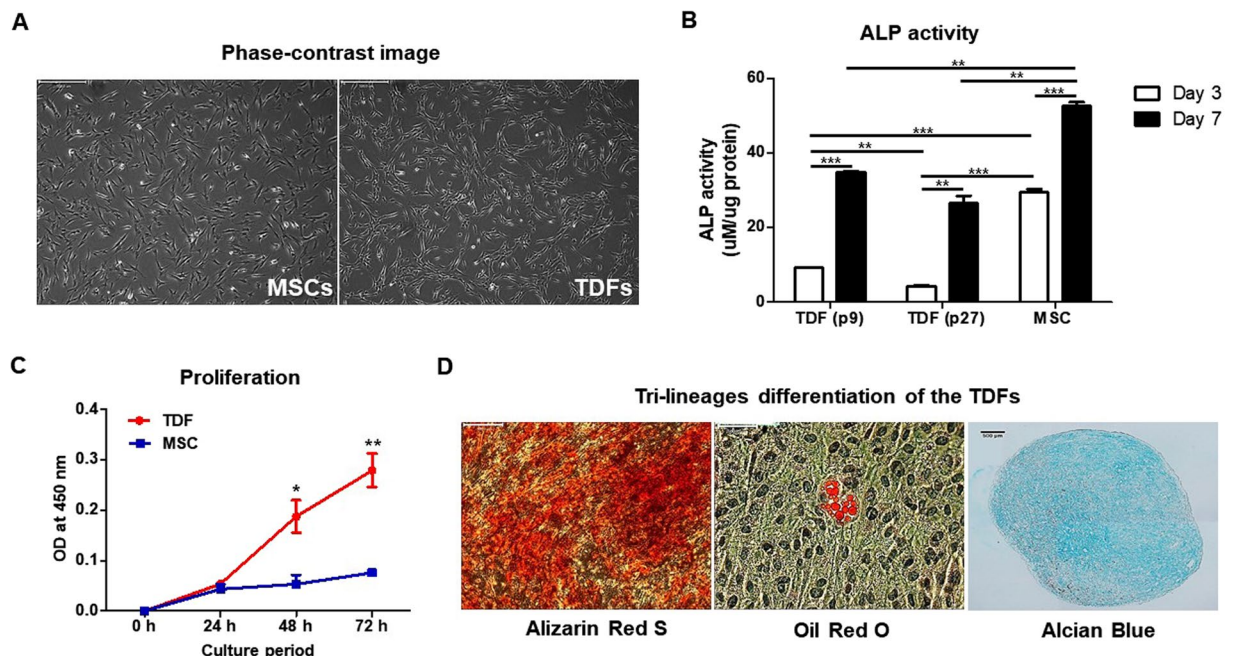 A
Phase-contrast image
MSCs
TDFs
B
ALP activity
ALP activity
(uM/ug protein)
60
40
20
0
**
**
***
***
**
***
***
**
TDF (p9)
TDF (p27)
MSC
Day 3
Day 7
C
Proliferation
TDF
MSC
OD at 450 nm
0.4
0.3
0.2
0.1
0.0
*
**
0 h
24 h
48 h
72 h
Culture period
D
Tri-lineages differentiation of the TDFs
500 µm
Alizarin Red S
Oil Red O
Alcian Blue